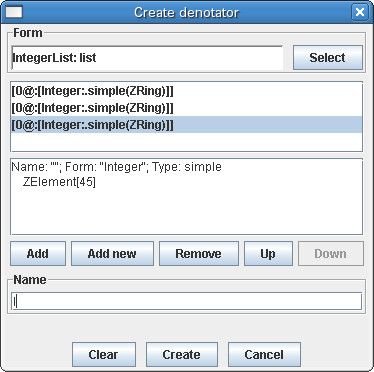 Create denotator
Form
IntegerList: list
Select
[0@:[Integer:.simple(ZRing)]]
[0@:[Integer:.simple(ZRing)]]
[0@:[Integer:.simple(ZRing)]]
Name: ""; Form: "Integer"; Type: simple
ZElement[45]
Add
Add new
Remove
Up
Down
Name
Clear
Create
Cancel